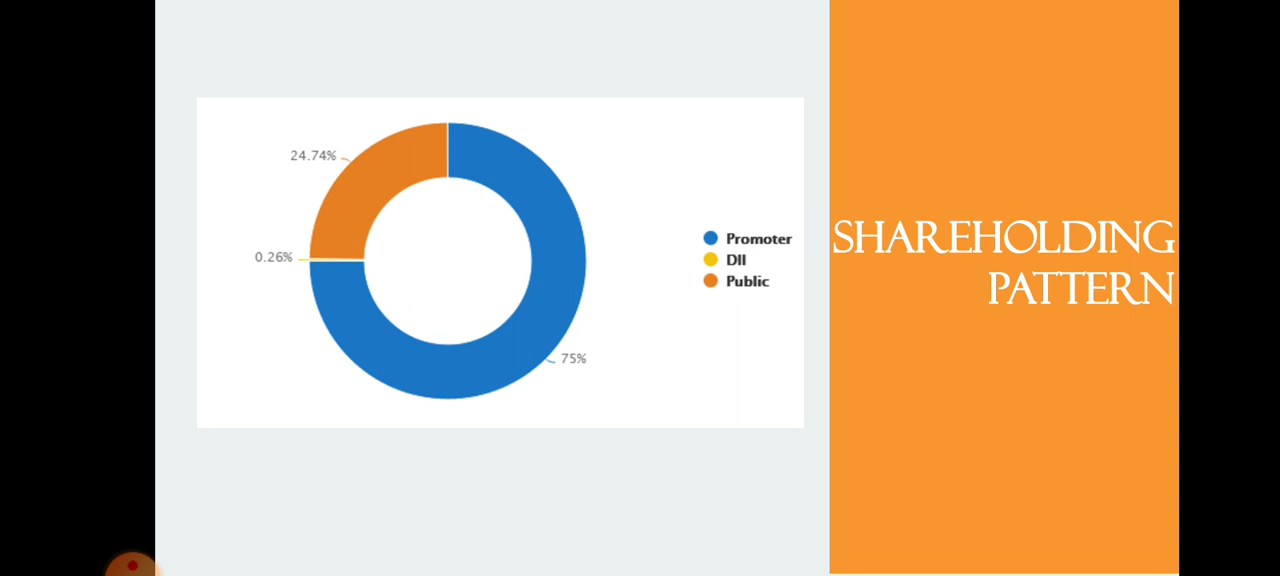 24.74%
0.26%
75%
Promoter
DII
Public
SHAREHOLDING
PATTERN